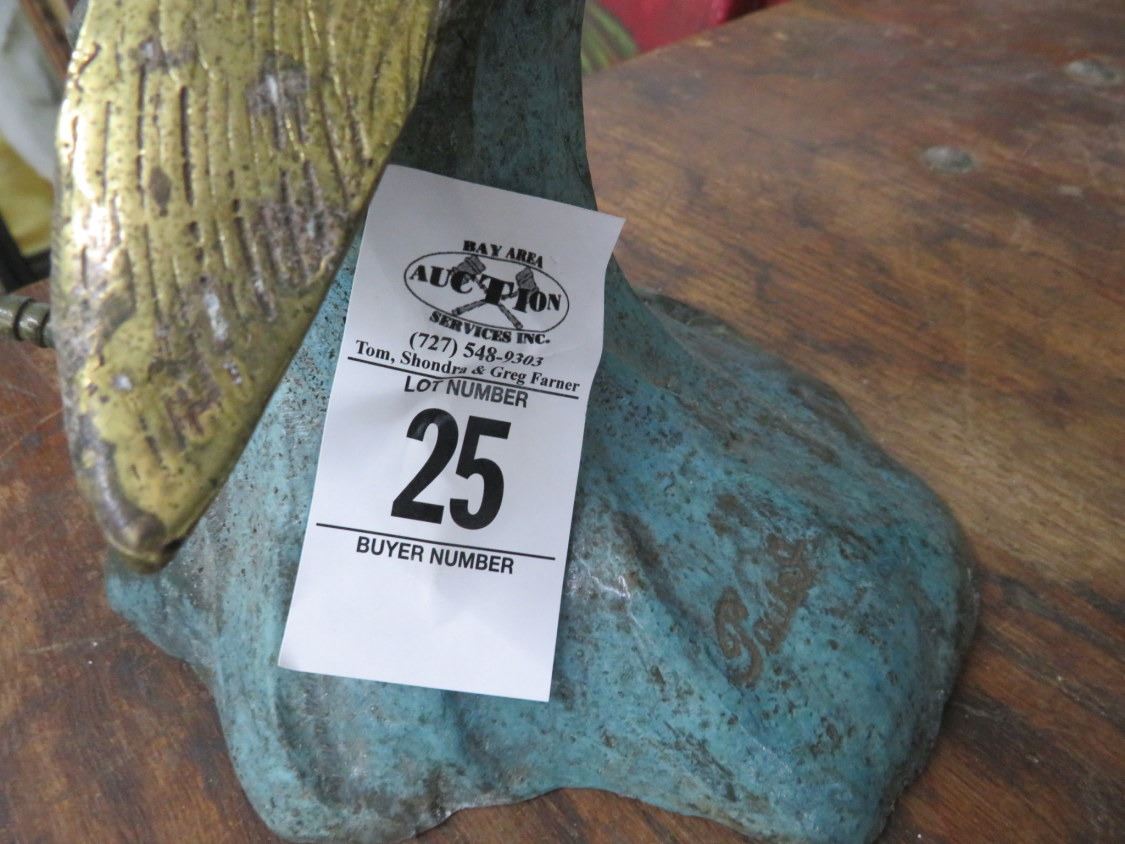 BAY AREA
AUCTION
SERVICES INC.
(727) 548-9303
Tom, Shondra & Greg Farner
LOT NUMBER
25
BUYER NUMBER